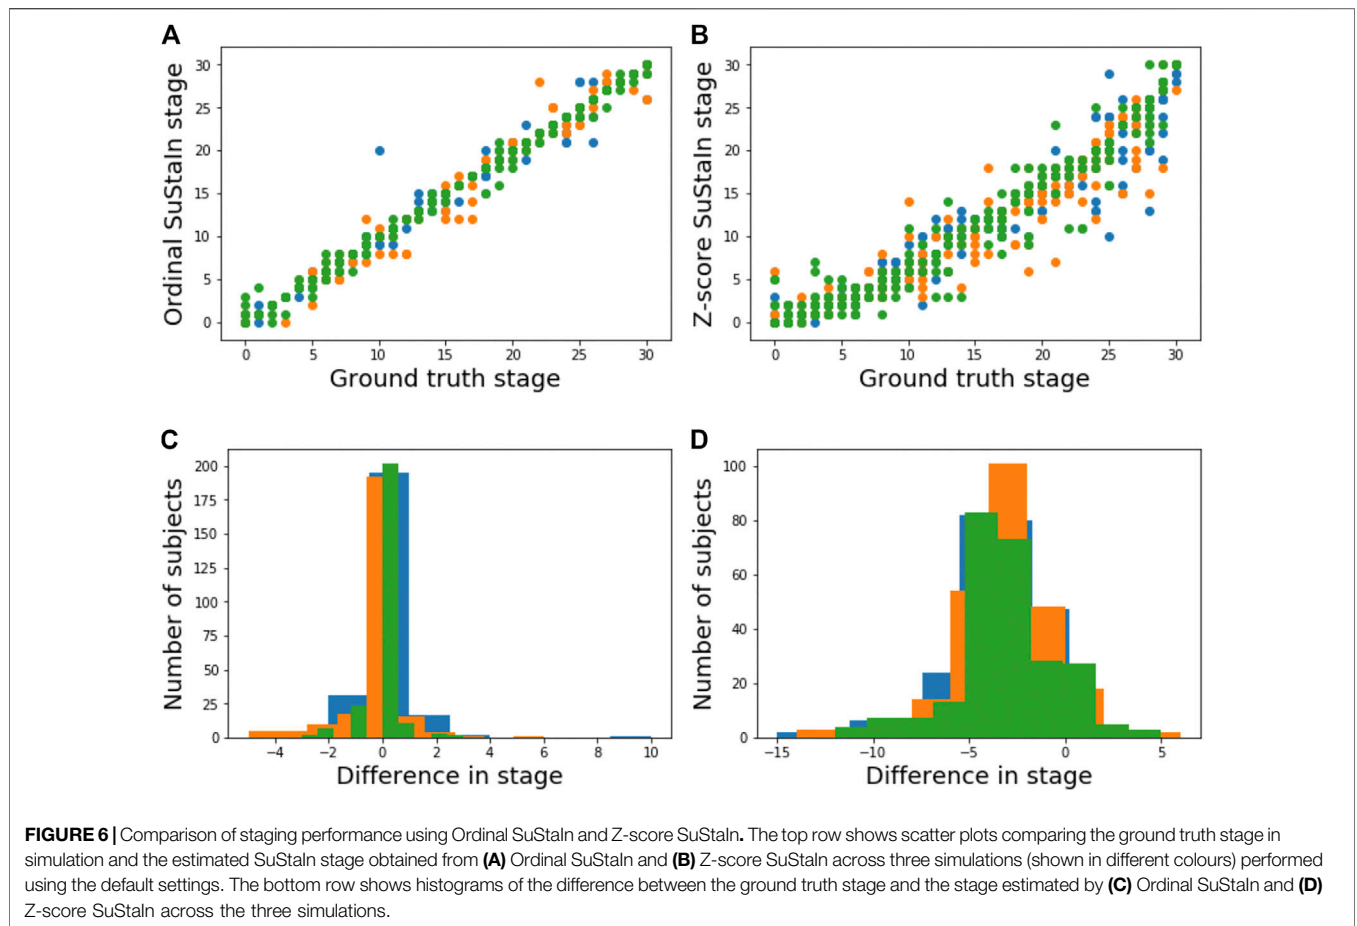 A
B
30
25
20
15
10
5
0
Ordinal SuStaIn stage
0 5 10 15 20 25 30
Ground truth stage
30
25
20
15
10
5
0
Z-score SuStaIn stage
0 5 10 15 20 25 30
Ground truth stage
C
D
200
175
150
125
100
75
50
25
0
Number of subjects
−4 −2 0 2 4 6 8 10
Difference in stage
100
80
60
40
20
0
Number of subjects
−15 −10 −5 0 5
Difference in stage
FIGURE 6 | Comparison of staging performance using Ordinal SuStaIn and Z-score SuStaIn. The top row shows scatter plots comparing the ground truth stage in
simulation and the estimated SuStaIn stage obtained from (A) Ordinal SuStaIn and (B) Z-score SuStaIn across three simulations (shown in different colours) performed
using the default settings. The bottom row shows histograms of the difference between the ground truth stage and the stage estimated by (C) Ordinal SuStaIn and (D)
Z-score SuStaIn across the three simulations.